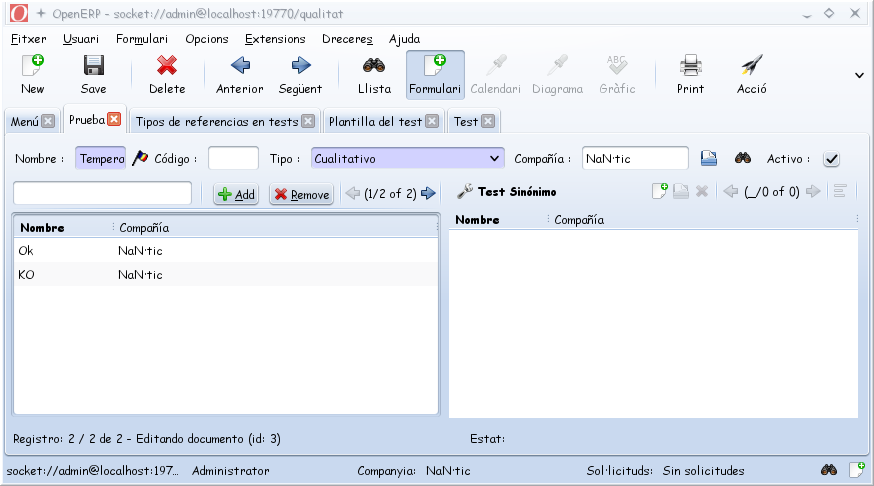 OpenERP - socket://admin@localhost:19770/qualitat
Fitxer Usuari Formulari Opcions Extensions Dreceres Ajuda
New Save Delete Anterior Següent Llista Formulari Calendari Diagrama Gràfic Print Acció
Menú Prueba Tipos de referencias en tests Plantilla del test Test
Nombre : Tempero Código : Tipo : Cualitativo Compañía : NaN·tic Activo :
Add Remove (1/2 of 2) Test Sinónimo (_/0 of 0)
Nombre Compañía Nombre Compañía
Ok NaN·tic
KO NaN·tic
Registro: 2 / 2 de 2 - Editando documento (id: 3) Estat:
socket://admin@localhost:197... Administrator Companyia: NaN·tic Sol·licituds: Sin solicitudes